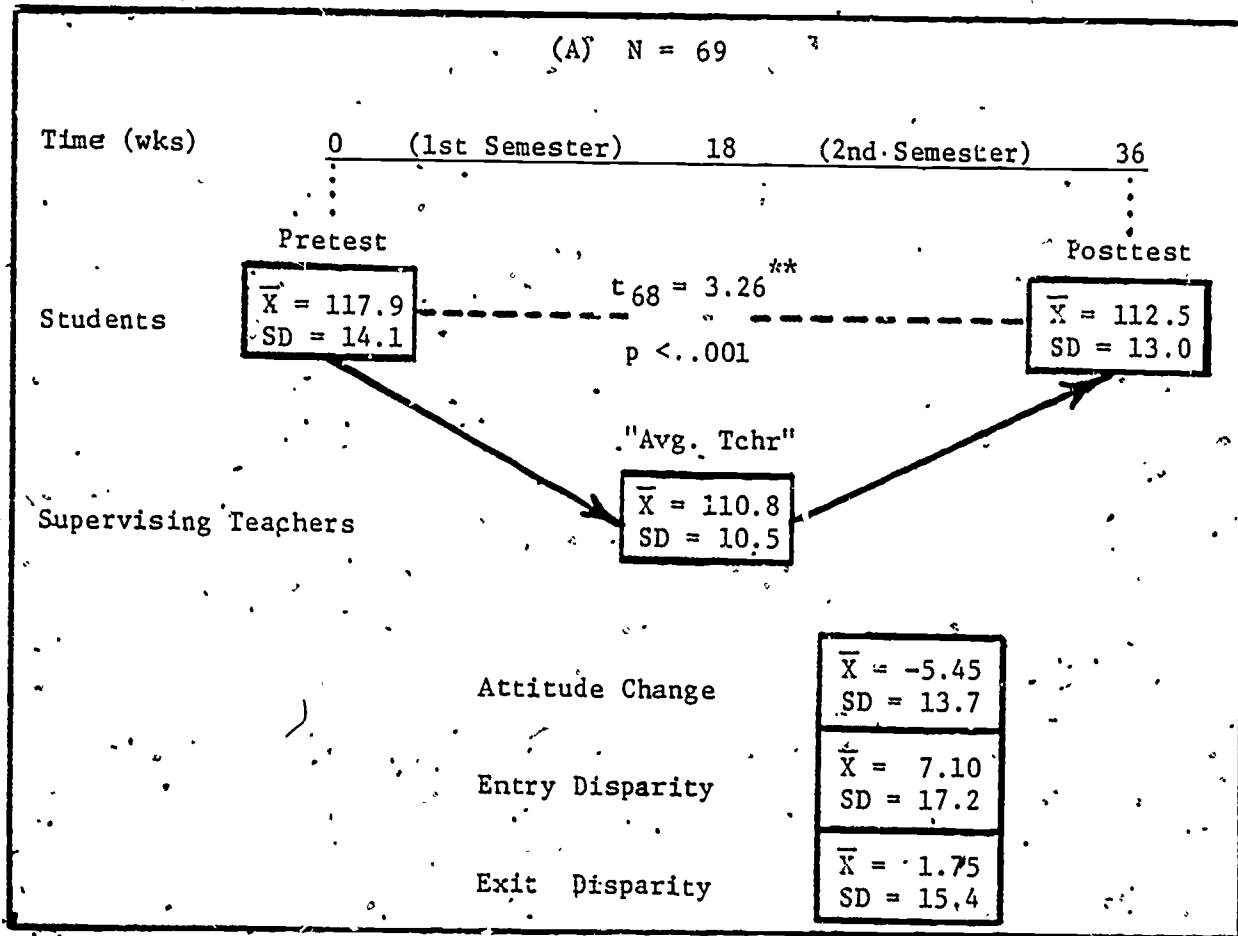 (A) N = 69
Time (wks) 0 (1st Semester) 18 (2nd Semester) 36
Pretest
Posttest
X̅ = 117.9
SD = 14.1
t68 = 3.26**
p < .001
X̅ = 112.5
SD = 13.0
Students
"Avg. Tchr"
X̅ = 110.8
SD = 10.5
Supervising Teachers
Attitude Change
X̅ = -5.45
SD = 13.7
Entry Disparity
X̅ = 7.10
SD = 17.2
Exit Disparity
X̅ = 1.75
SD = 15.4